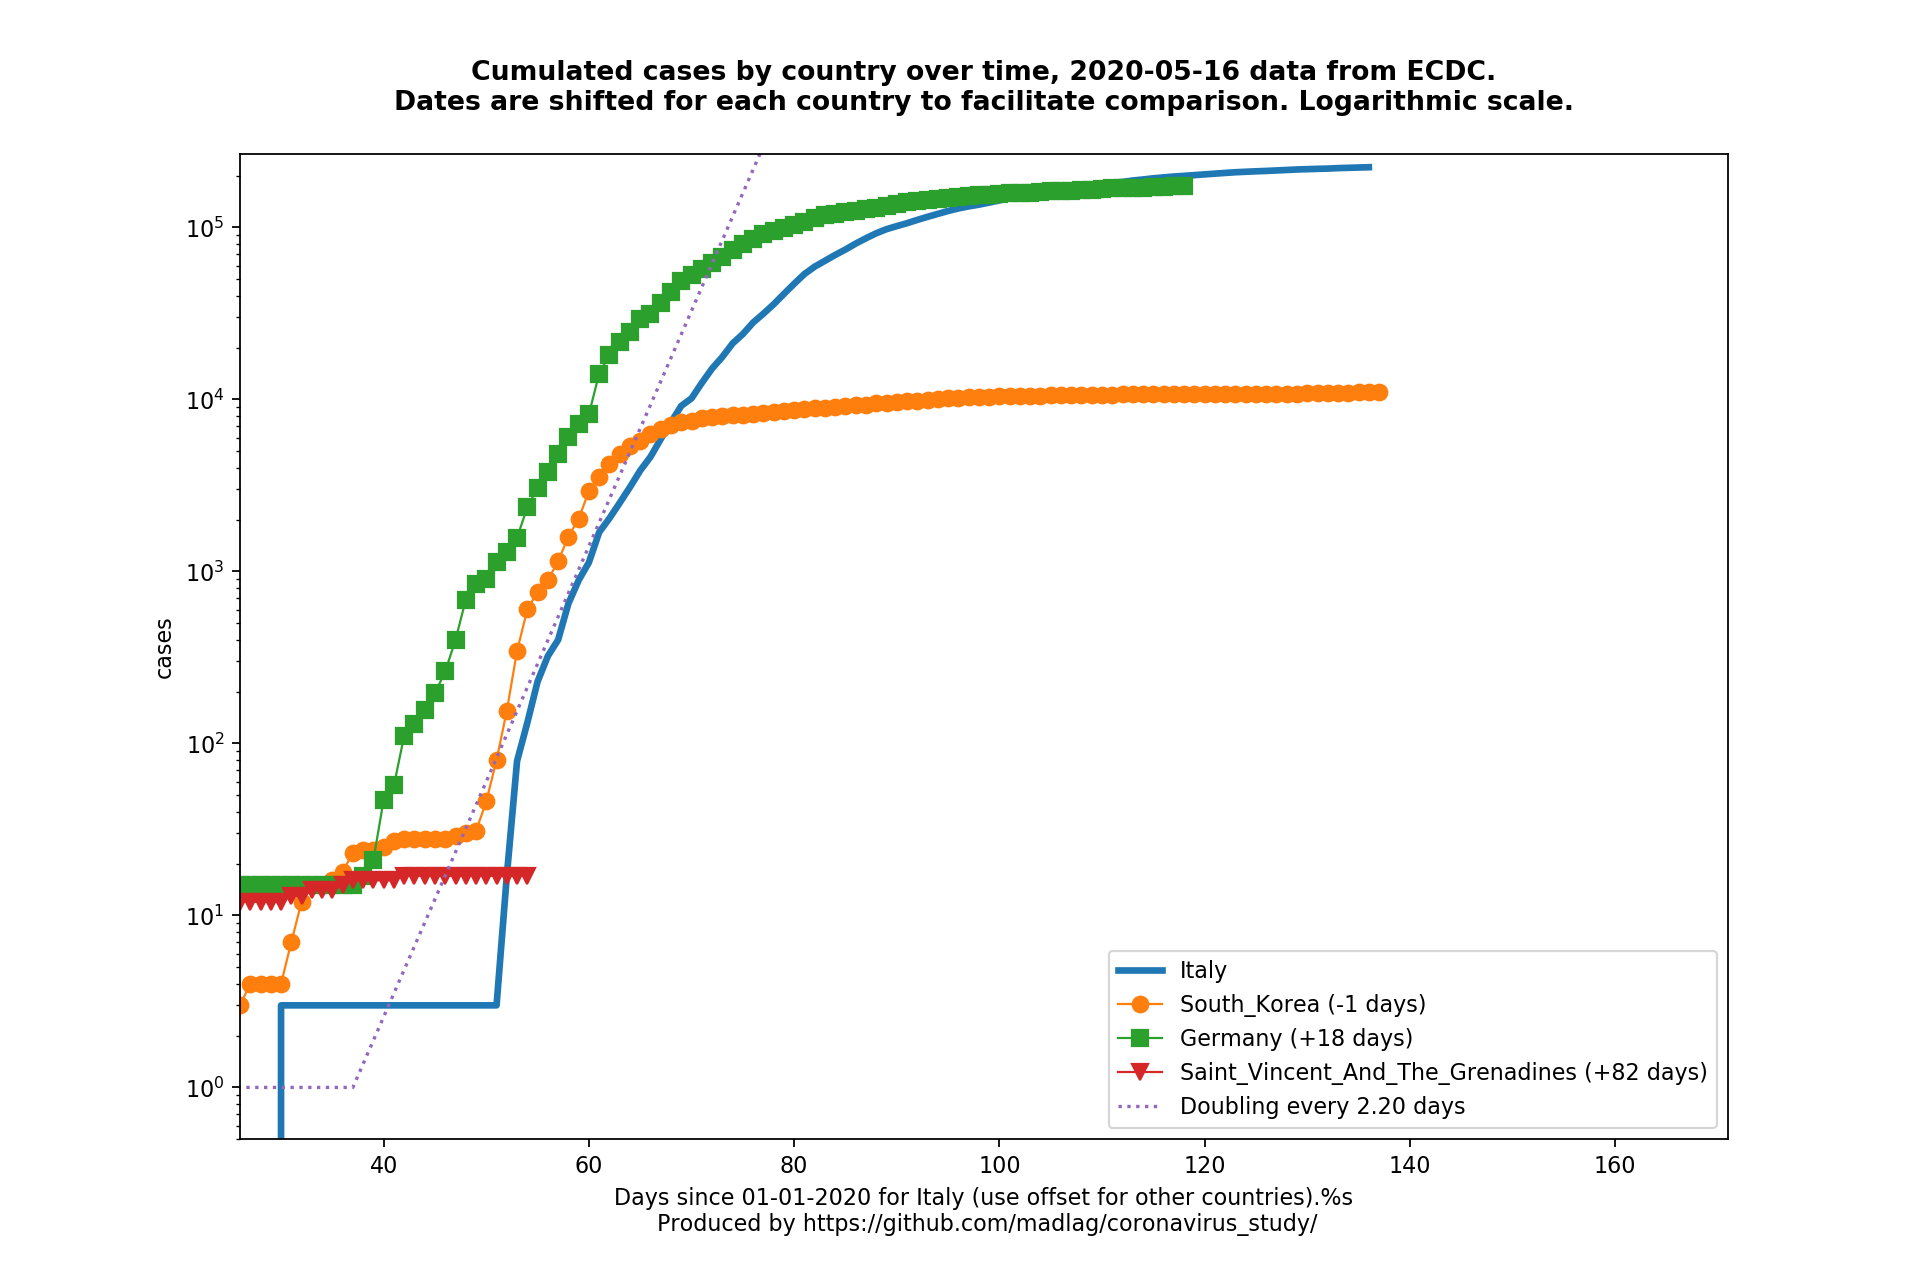 Cumulated cases by country over time, 2020-05-16 data from ECDC.
Dates are shifted for each country to facilitate comparison. Logarithmic scale.
cases
10^5
10^4
10^3
10^2
10^1
10^0
40 60 80 100 120 140 160
Italy
South_Korea (-1 days)
Germany (+18 days)
Saint_Vincent_And_The_Grenadines (+82 days)
Doubling every 2.20 days
Days since 01-01-2020 for Italy (use offset for other countries).%s
Produced by https://github.com/madlag/coronavirus_study/